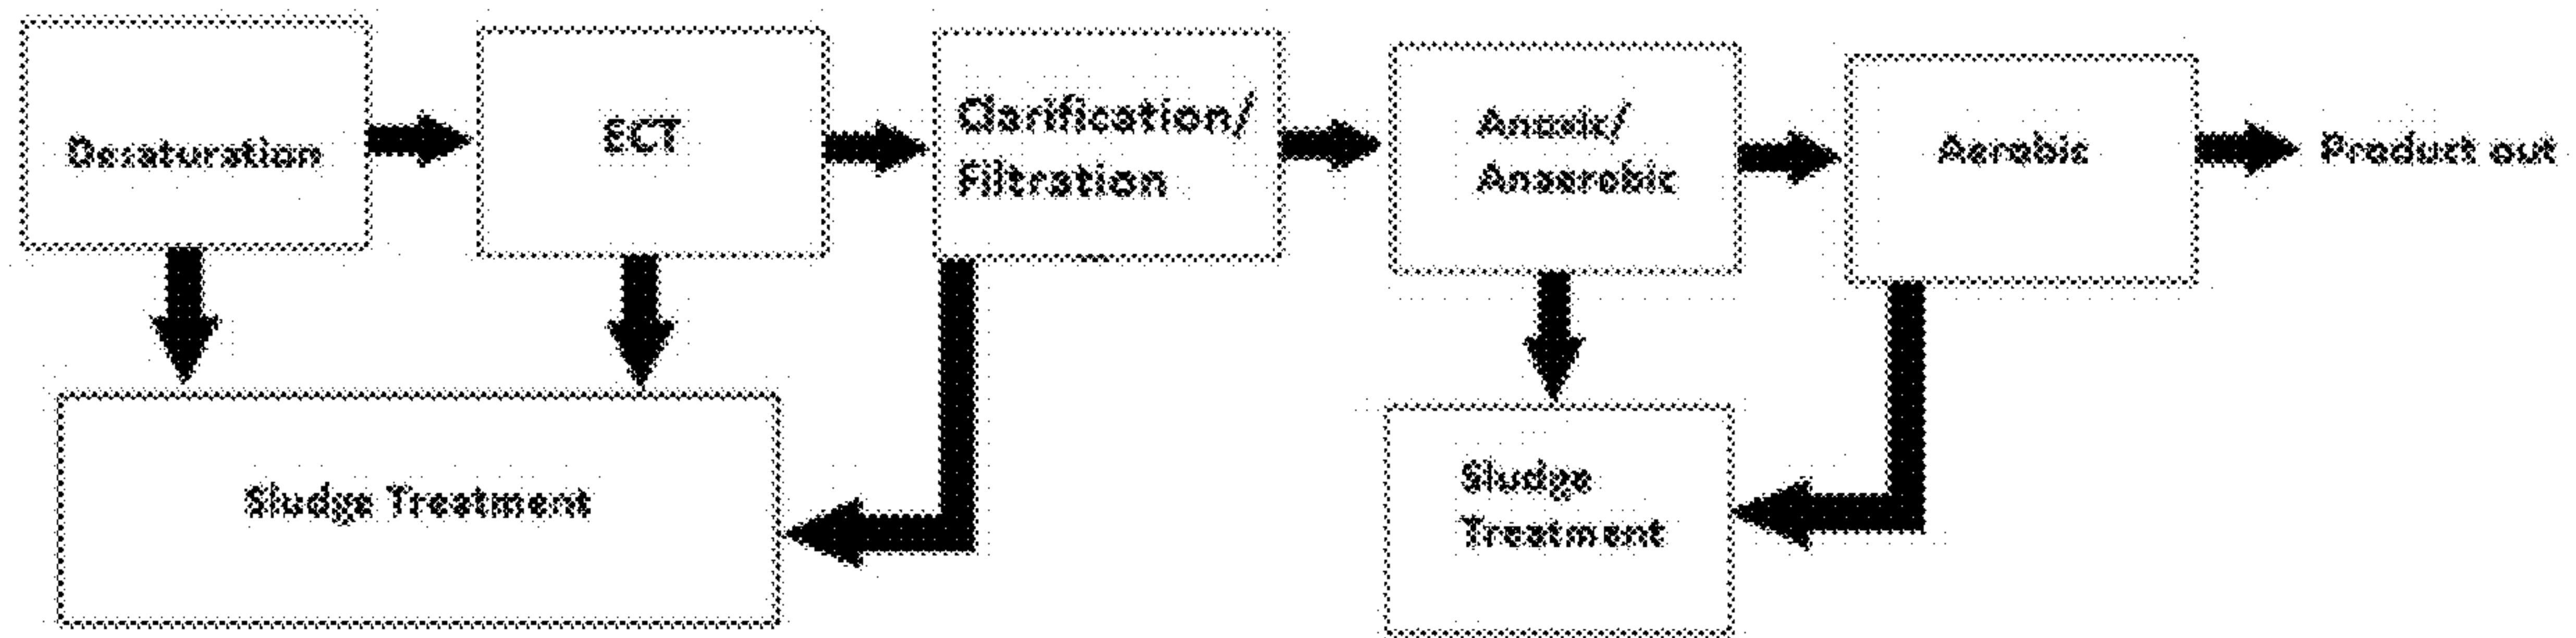 Desaturation
ECT
Clarification/
Filtration
Anoxic/
Anaerobic
Aerobic
Product out
Sludge Treatment
Sludge
Treatment